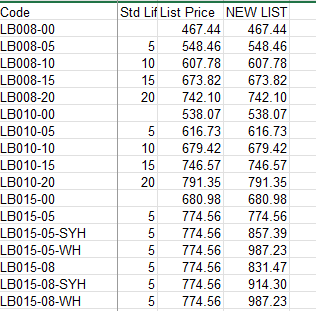 Code Std Lif List Price NEW LIST
LB008-00 467.44 467.44
LB008-05 5 548.46 548.46
LB008-10 10 607.78 607.78
LB008-15 15 673.82 673.82
LB008-20 20 742.10 742.10
LB010-00 538.07 538.07
LB010-05 5 616.73 616.73
LB010-10 10 679.42 679.42
LB010-15 15 746.57 746.57
LB010-20 20 791.35 791.35
LB015-00 680.98 680.98
LB015-05 5 774.56 774.56
LB015-05-SYH 5 774.56 857.39
LB015-05-WH 5 774.56 987.23
LB015-08 5 774.56 831.47
LB015-08-SYH 5 774.56 914.30
LB015-08-WH 5 774.56 987.23